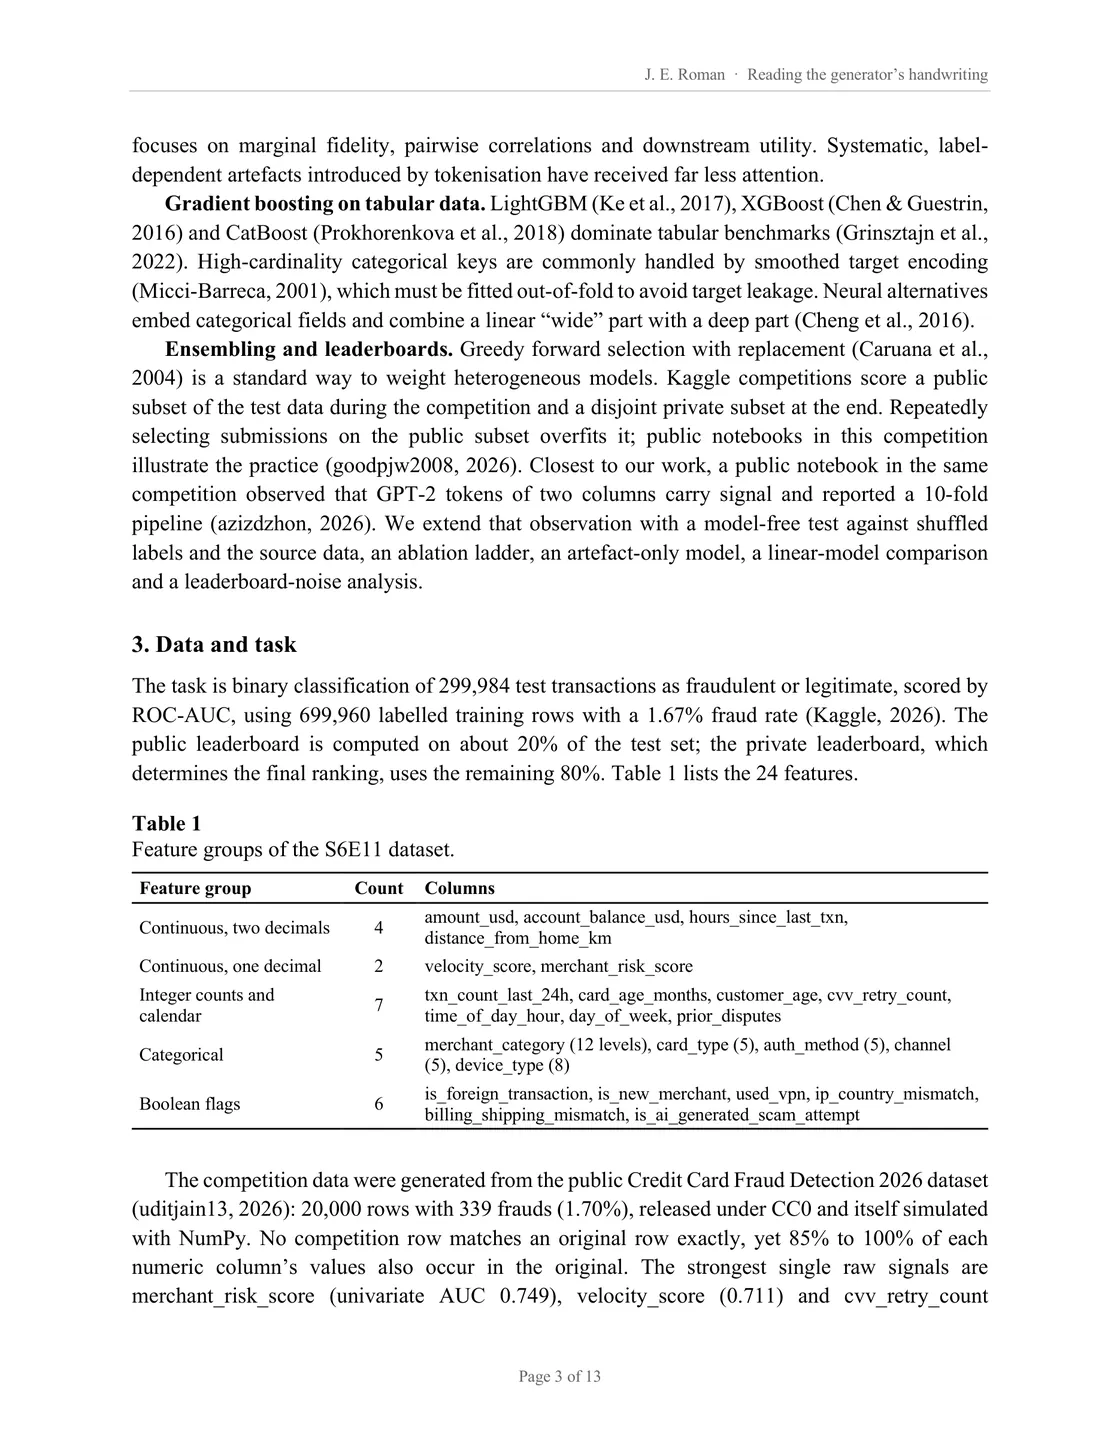 J. E. Roman · Reading the generator’s handwriting
focuses on marginal fidelity, pairwise correlations and downstream utility. Systematic, label-
dependent artefacts introduced by tokenisation have received far less attention.
Gradient boosting on tabular data. LightGBM (Ke et al., 2017), XGBoost (Chen & Guestrin,
2016) and CatBoost (Prokhorenkova et al., 2018) dominate tabular benchmarks (Grinsztajn et al.,
2022). High-cardinality categorical keys are commonly handled by smoothed target encoding
(Micci-Barreca, 2001), which must be fitted out-of-fold to avoid target leakage. Neural alternatives
embed categorical fields and combine a linear “wide” part with a deep part (Cheng et al., 2016).
Ensembling and leaderboards. Greedy forward selection with replacement (Caruana et al.,
2004) is a standard way to weight heterogeneous models. Kaggle competitions score a public
subset of the test data during the competition and a disjoint private subset at the end. Repeatedly
selecting submissions on the public subset overfits it; public notebooks in this competition
illustrate the practice (goodpjw2008, 2026). Closest to our work, a public notebook in the same
competition observed that GPT-2 tokens of two columns carry signal and reported a 10-fold
pipeline (azizdzhon, 2026). We extend that observation with a model-free test against shuffled
labels and the source data, an ablation ladder, an artefact-only model, a linear-model comparison
and a leaderboard-noise analysis.
3. Data and task
The task is binary classification of 299,984 test transactions as fraudulent or legitimate, scored by
ROC-AUC, using 699,960 labelled training rows with a 1.67% fraud rate (Kaggle, 2026). The
public leaderboard is computed on about 20% of the test set; the private leaderboard, which
determines the final ranking, uses the remaining 80%. Table 1 lists the 24 features.
Table 1
Feature groups of the S6E11 dataset.
Feature group Count Columns
Continuous, two decimals 4 amount_usd, account_balance_usd, hours_since_last_txn,
distance_from_home_km
Continuous, one decimal 2 velocity_score, merchant_risk_score
Integer counts and
calendar 7 txn_count_last_24h, card_age_months, customer_age, cvv_retry_count,
time_of_day_hour, day_of_week, prior_disputes
Categorical 5 merchant_category (12 levels), card_type (5), auth_method (5), channel
(5), device_type (8)
Boolean flags 6 is_foreign_transaction, is_new_merchant, used_vpn, ip_country_mismatch,
billing_shipping_mismatch, is_ai_generated_scam_attempt
The competition data were generated from the public Credit Card Fraud Detection 2026 dataset
(uditjain13, 2026): 20,000 rows with 339 frauds (1.70%), released under CC0 and itself simulated
with NumPy. No competition row matches an original row exactly, yet 85% to 100% of each
numeric column’s values also occur in the original. The strongest single raw signals are
merchant_risk_score (univariate AUC 0.749), velocity_score (0.711) and cvv_retry_count
Page 3 of 13